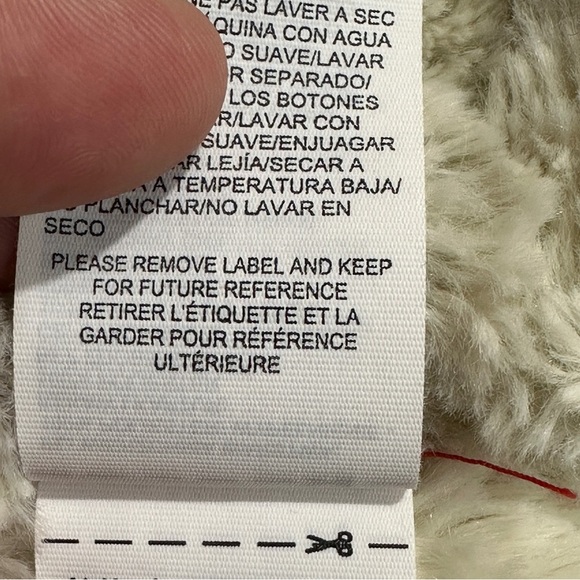 NE PAS LAVER A SEC
CON AGUA
SUAVE/LAVAR
SEPARADO/
LOS BOTONES
CON
SUAVE/ENJUAGAR
LEJÍA/SECAR A
A TEMPERATURA BAJA/
PLANCHAR/NO LAVAR EN
SECO
PLEASE REMOVE LABEL AND KEEP
FOR FUTURE REFERENCE
RETIRER L'ÉTIQUETTE ET LA
GARDER POUR RÉFÉRENCE
ULTÉRIEURE